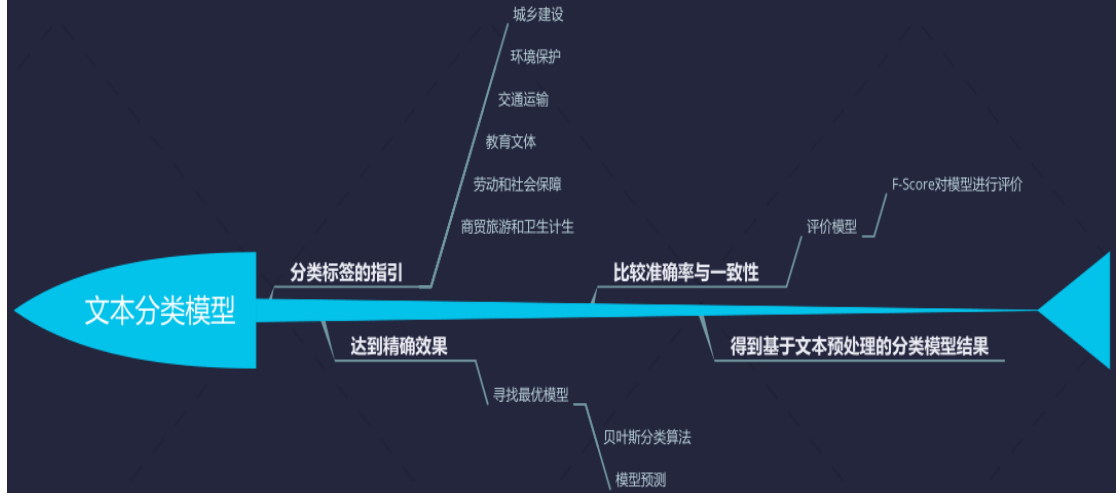 城乡建设
环境保护
交通运输
教育文体
劳动和社会保障
商贸旅游和卫生计生
分类标签的指引
F-Score对模型进行评价
评价模型
比较准确率与一致性
文本分类模型
达到精确效果
寻找最优模型
贝叶斯分类算法
模型预测
得到基于文本预处理的分类模型结果